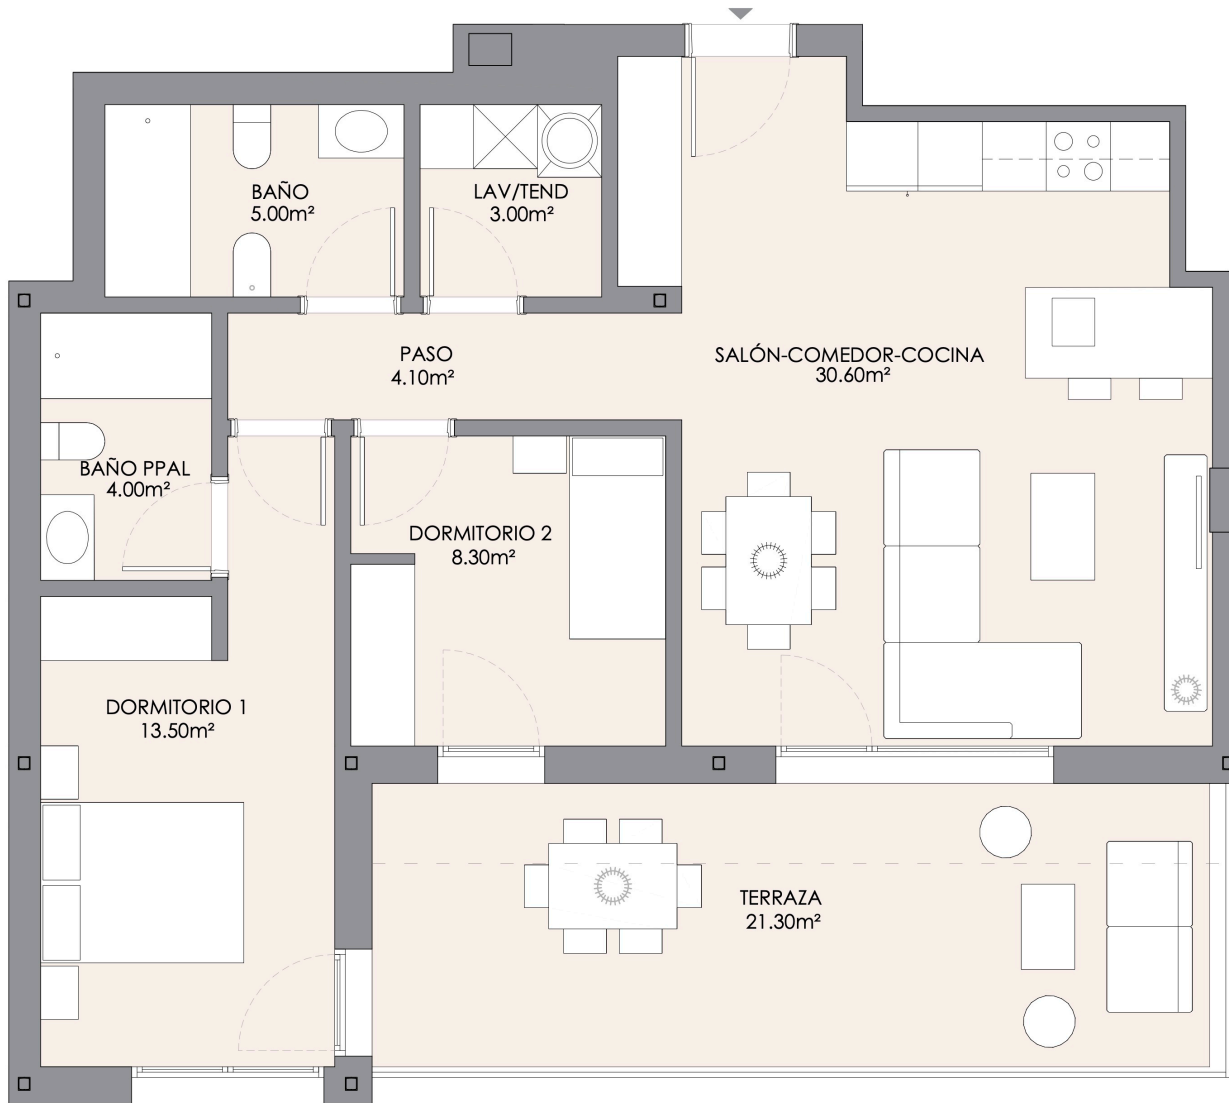 BAÑO
5.00m²
LAV/TEND
3.00m²
PASO
4.10m²
SALÓN-COMEDOR-COCINA
30.60m²
BAÑO PPAL
4.00m²
DORMITORIO 2
8.30m²
DORMITORIO 1
13.50m²
TERRAZA
21.30m²